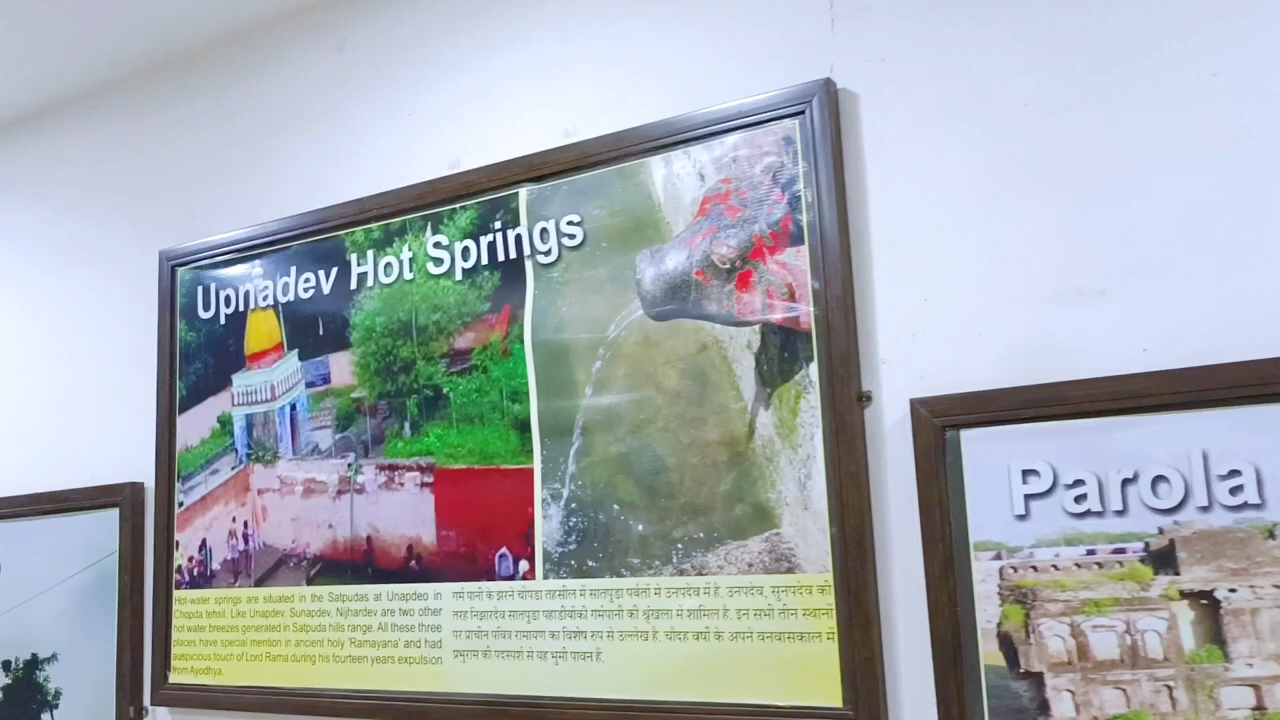 Upnadev Hot Springs
Hot-water springs are situated in the Satpudas at Unapdeo in
Chopda tehsil. Like Unapdev, Sunapdev, Nijhardev are two other
hot water breezes generated in Satpuda hills range. All these three
places have special mention in ancient holy 'Ramayana' and had
auspicious touch of Lord Rama during his fourteen years expulsion
from Ayodhya.
गर्म पानी के झरने चोपडा तहसील में सातपुडा पर्बतों मे उनपदेव में है. उनपदेव, सुनपदेव की
तरह निझारदेव सातपुडा पहाडीयोंकी गर्मपानी की श्रृंखला में शामिल है. इन सभी तीन स्थानों
पर प्राचीन पवित्र रामायण का विशेष रुप से उल्लेख है. चौदह वर्षो के अपने वनवासकाल में
प्रभुराम की पदस्पर्श से यह भुमी पावन हैं.
Parola